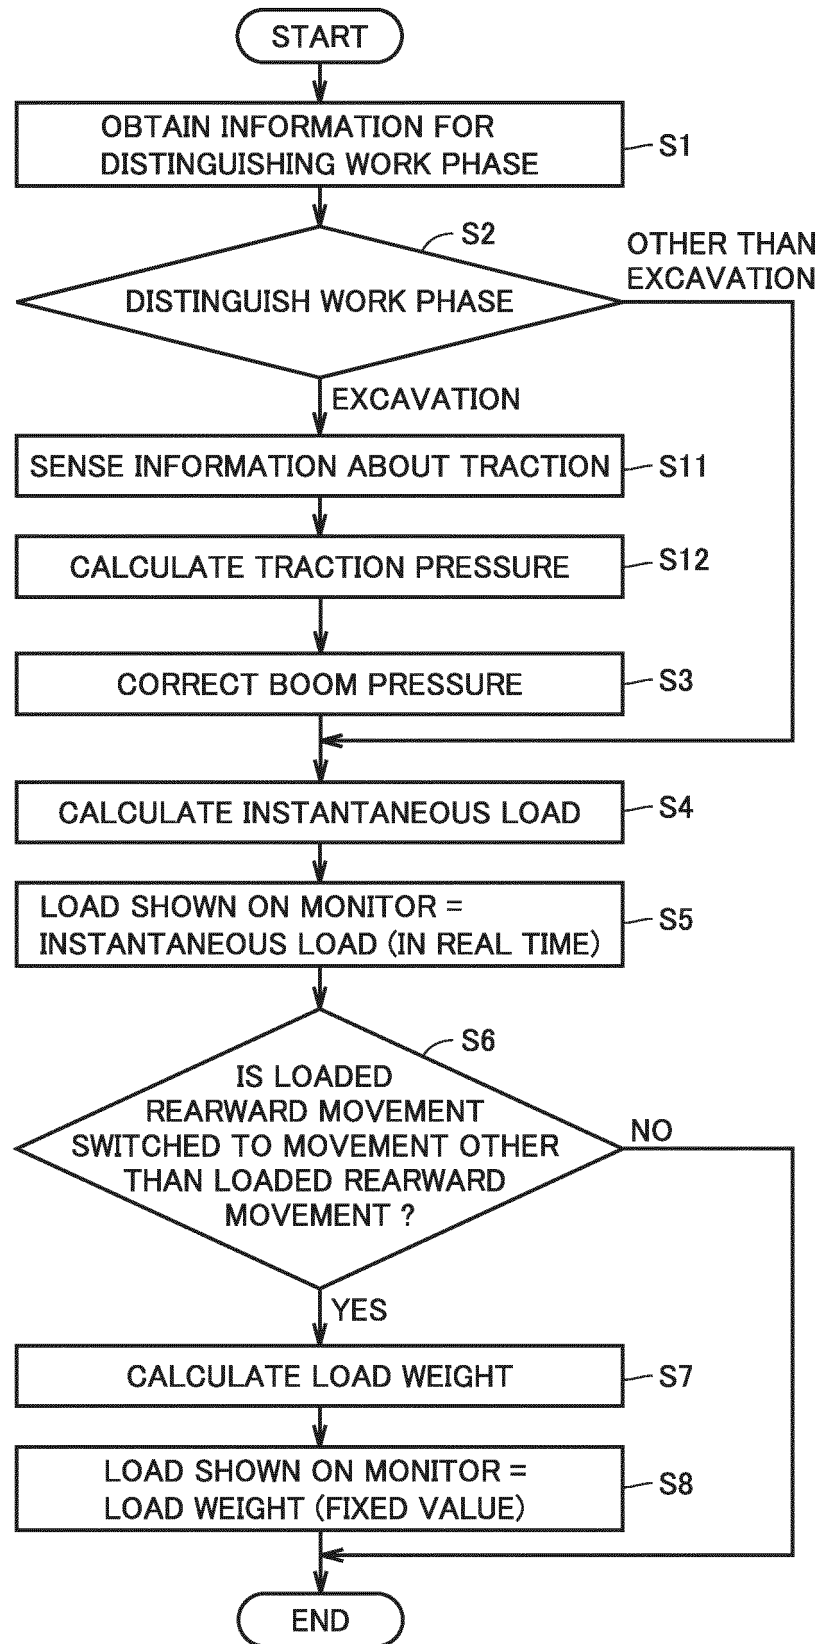 START
OBTAIN INFORMATION FOR
DISTINGUISHING WORK PHASE
S1
S2
DISTINGUISH WORK PHASE
OTHER THAN
EXCAVATION
EXCAVATION
SENSE INFORMATION ABOUT TRACTION
S11
CALCULATE TRACTION PRESSURE
S12
CORRECT BOOM PRESSURE
S3
CALCULATE INSTANTANEOUS LOAD
S4
LOAD SHOWN ON MONITOR =
INSTANTANEOUS LOAD (IN REAL TIME)
S5
S6
IS LOADED
REARWARD MOVEMENT
SWITCHED TO MOVEMENT OTHER
THAN LOADED REARWARD
MOVEMENT ?
NO
YES
CALCULATE LOAD WEIGHT
S7
LOAD SHOWN ON MONITOR =
LOAD WEIGHT (FIXED VALUE)
S8
END